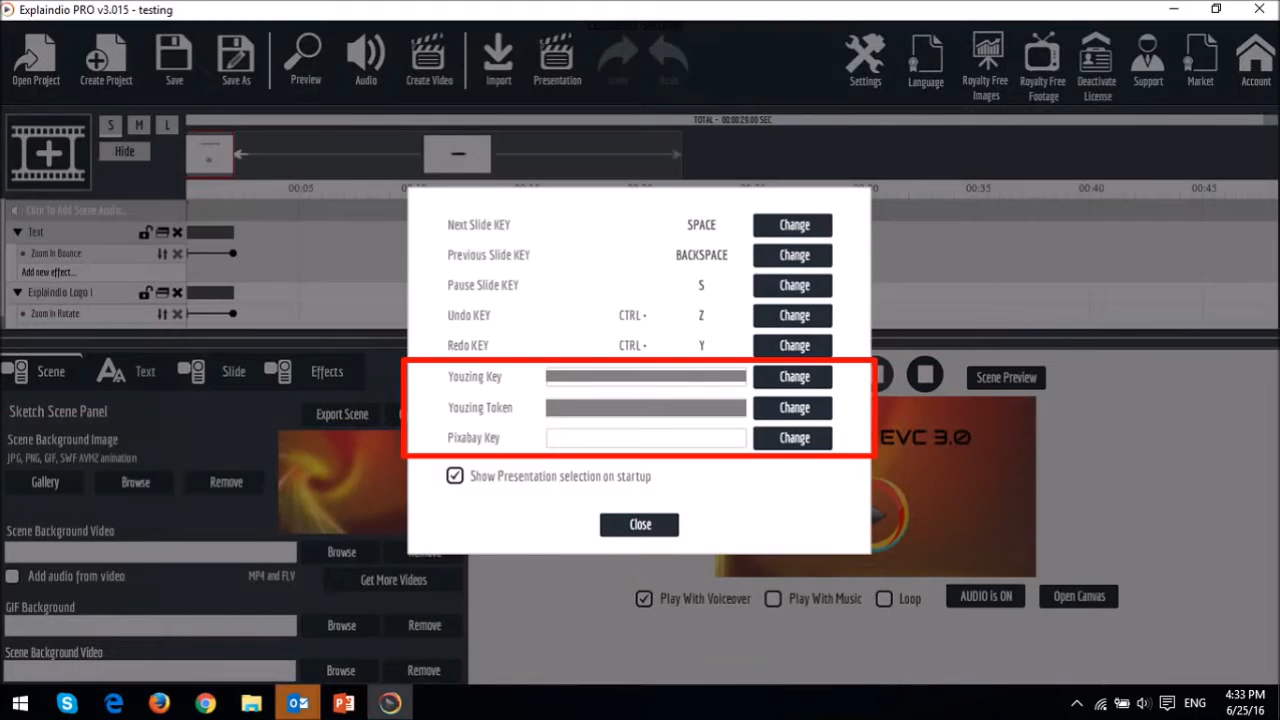 Explaindio PRO v3.015 - testing
Open Project
Create Project
Save
Save As
Preview
Audio
Create Video
Import
Presentation
Settings
Language
Royalty Free Images
Royalty Free Footage
Deactivate License
Support
Market
Account
TOTAL - 00:00:29.00 SEC
S M L
Hide
00:05
00:35
00:40
00:45
Click To Add Scene Audio...
Text
Zoom In Bounce
Add new effect...
Explaindio Logo 1
Zoom In Rotate
Next Slide KEY SPACE Change
Previous Slide KEY BACKSPACE Change
Pause Slide KEY S Change
Undo KEY CTRL + Z Change
Redo KEY CTRL + Y Change
Youzing Key Change
Youzing Token Change
Pixabay Key Change
Show Presentation selection on startup
Close
Scene Text Slide Effects
Sketch Scene Panel
Export Scene
Scene Background Image
JPG, PNG, GIF, SWF AVMZ animation
Gallery Browse Remove
Scene Background Video
Browse
Add audio from video MP4 and FLV
Get More Videos
GIF Background
Browse Remove
Scene Background Video
Browse Remove
Scene Preview
EVC 3.0
Play With Voiceover Play With Music Loop AUDIO is ON Open Canvas
ENG
4:33 PM
6/25/16